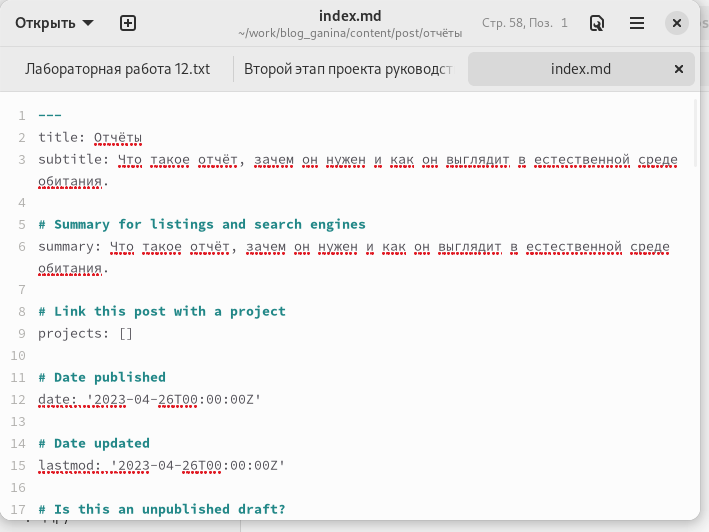 Открыть
index.md
~/work/blog_ganina/content/post/отчёты
Стр. 58, Поз. 1
Лабораторная работа 12.txt
Второй этап проекта руководст
index.md
1 ---
2 title: Отчёты
3 subtitle: Что такое отчёт, зачем он нужен и как он выглядит в естественной среде
обитания.
4
5 # Summary for listings and search engines
6 summary: Что такое отчёт, зачем он нужен и как он выглядит в естественной среде
обитания.
7
8 # Link this post with a project
9 projects: []
10
11 # Date published
12 date: '2023-04-26T00:00:00Z'
13
14 # Date updated
15 lastmod: '2023-04-26T00:00:00Z'
16
17 # Is this an unpublished draft?